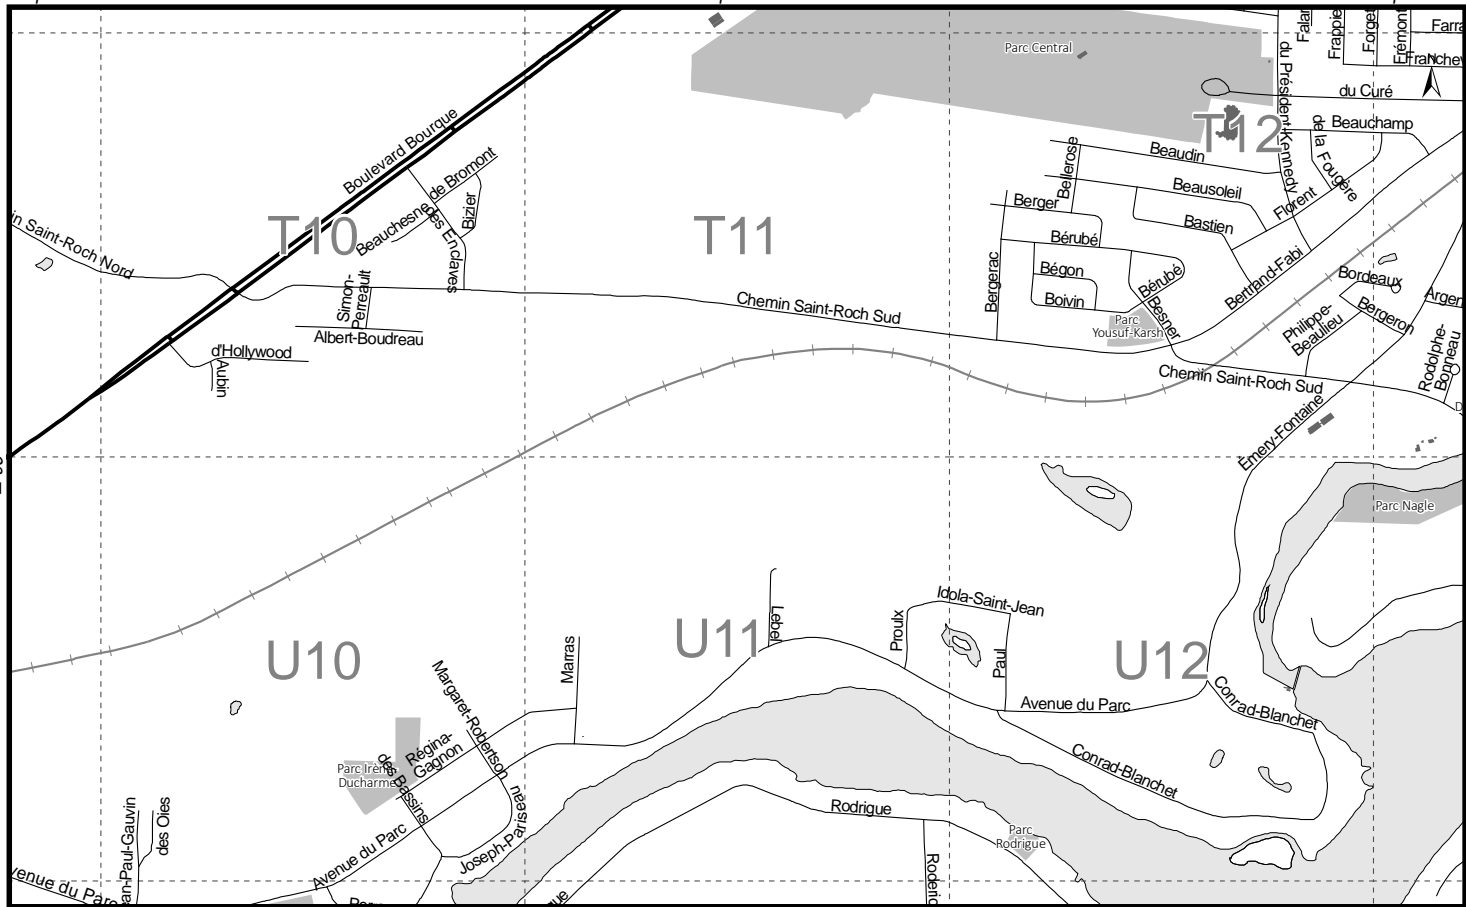 Parc Central
Frappie
Forget
Frémont
Farra
Franchev
N
du Curé
du Président-Kennedy
Beauchamp
de la Fougère
T12
Boulevard Bourque
de Bromont
Beauchesne
des Enclaves
Bizier
T10
T11
Bellerose
Beaudin
Beausoleil
Bastien
Florent
Berger
Bérubé
Bergerac
Bégon
Boivin
Bérubé
Besner
Bertrand-Fabi
Bordeaux
Bergeron
Argen
Philippe-
Beaulieu
Rodolphe-
Bonneau
in Saint-Roch Nord
Simon-
Perreault
Albert-Boudreau
d'Hollywood
Aubin
Chemin Saint-Roch Sud
Parc
Yousuf-Karsh
Chemin Saint-Roch Sud
Émery-Fontaine
Parc Nagle
Lebel
Idola-Saint-Jean
Proulx
Paul
U10
U11
U12
Marras
Margaret-Robertson
Régina-
Gagnon
des Bassins
Parc Irène-
Ducharme
Avenue du Parc
Conrad-Blanchet
Conrad-Blanchet
Joseph-Pariseau
Rodrigue
Parc
Rodrigue
Roderic
ean-Paul-Gauvin
des Oies
Avenue du Parc
venue du Parc
gue